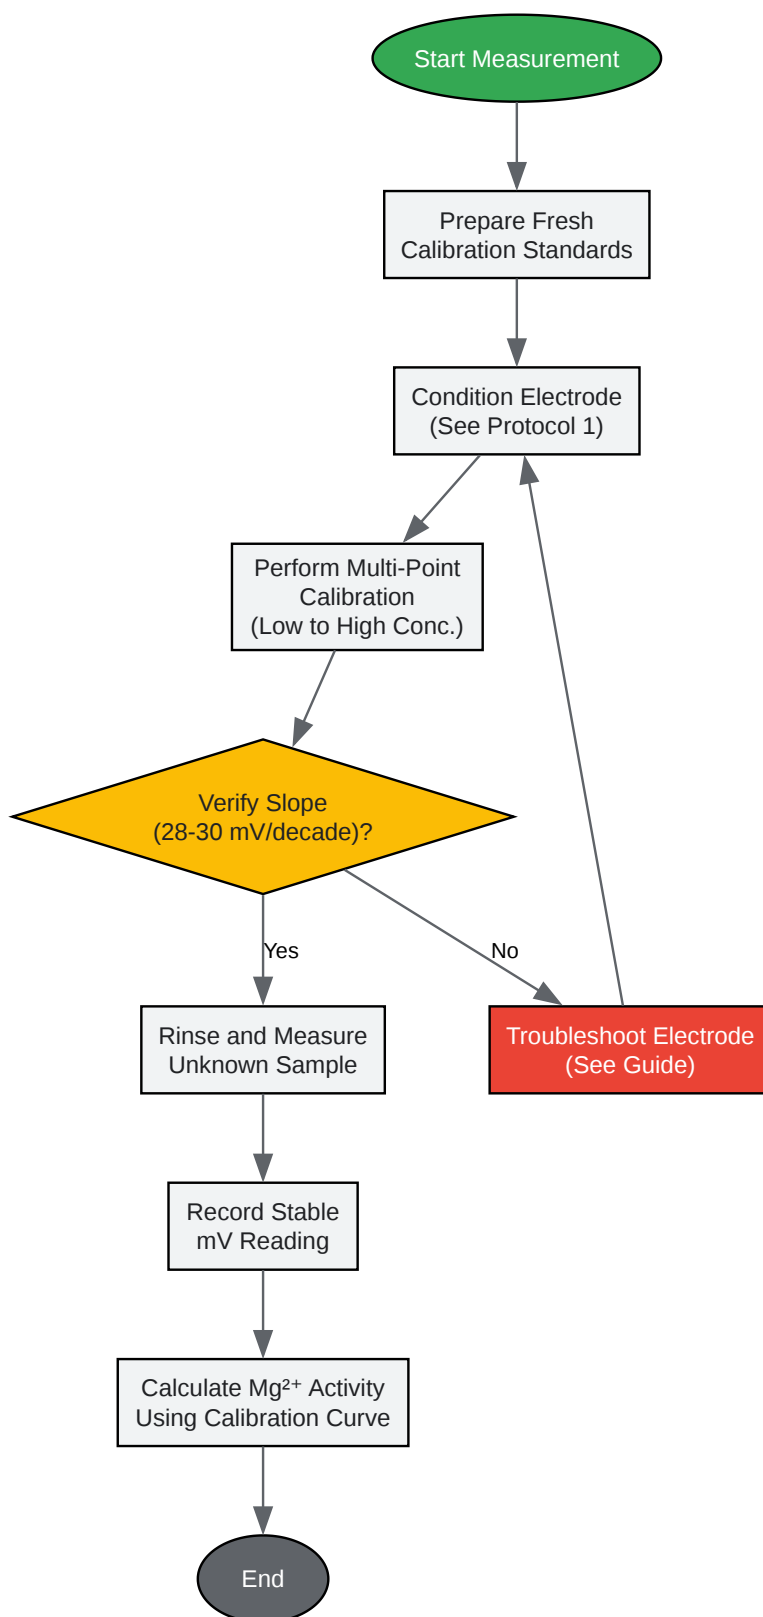 Start Measurement
Prepare Fresh
Calibration Standards
Condition Electrode
(See Protocol 1)
Perform Multi-Point
Calibration
(Low to High Conc.)
Verify Slope
(28-30 mV/decade)?
Yes
No
Rinse and Measure
Unknown Sample
Troubleshoot Electrode
(See Guide)
Record Stable
mV Reading
Calculate Mg²⁺ Activity
Using Calibration Curve
End